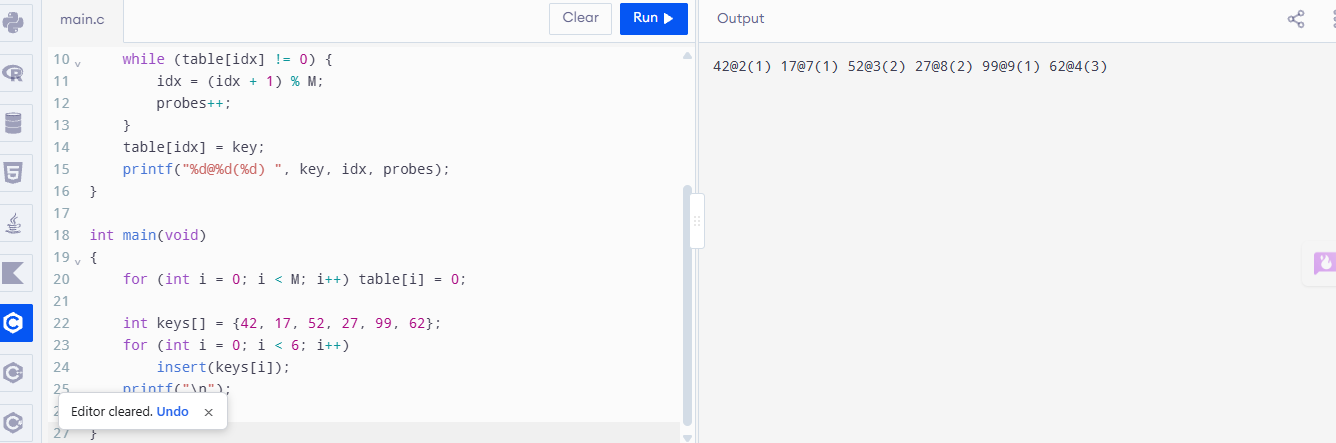 main.c
Clear
Run
Output
10 while (table[idx] != 0) {
11 idx = (idx + 1) % M;
12 probes++;
13 }
14 table[idx] = key;
15 printf("%d@%d(%d) ", key, idx, probes);
16 }
17
18 int main(void)
19 {
20 for (int i = 0; i < M; i++) table[i] = 0;
21
22 int keys[] = {42, 17, 52, 27, 99, 62};
23 for (int i = 0; i < 6; i++)
24 insert(keys[i]);
25 printf("\n");
Editor cleared. Undo ×
27 }
42@2(1) 17@7(1) 52@3(2) 27@8(2) 99@9(1) 62@4(3)